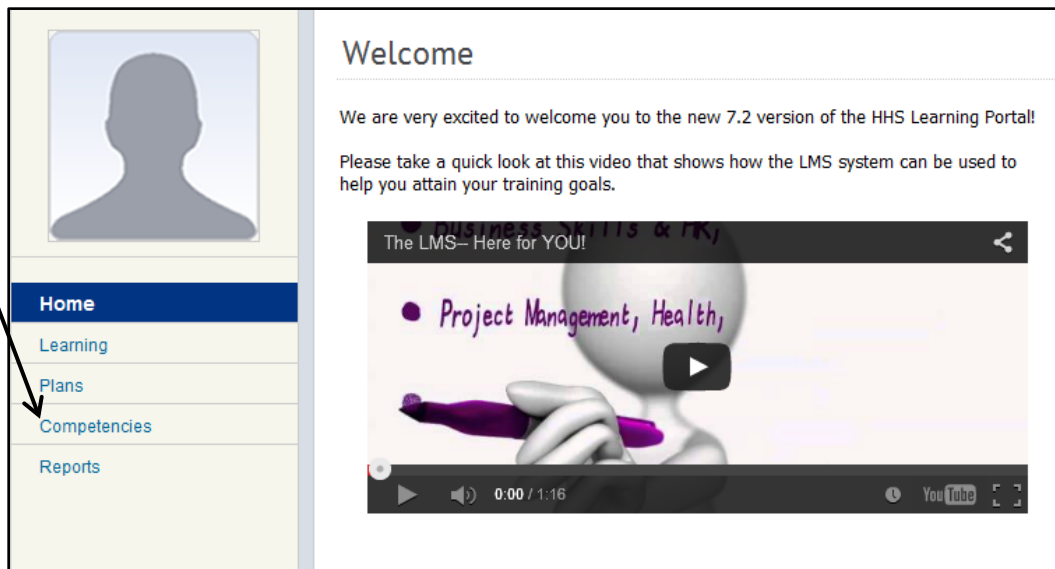 Welcome
We are very excited to welcome you to the new 7.2 version of the HHS Learning Portal!
Please take a quick look at this video that shows how the LMS system can be used to
help you attain your training goals.
Business Skills & HR,
The LMS– Here for YOU!
Project Management, Health,
0:00 / 1:16
YouTube
Home
Learning
Plans
Competencies
Reports